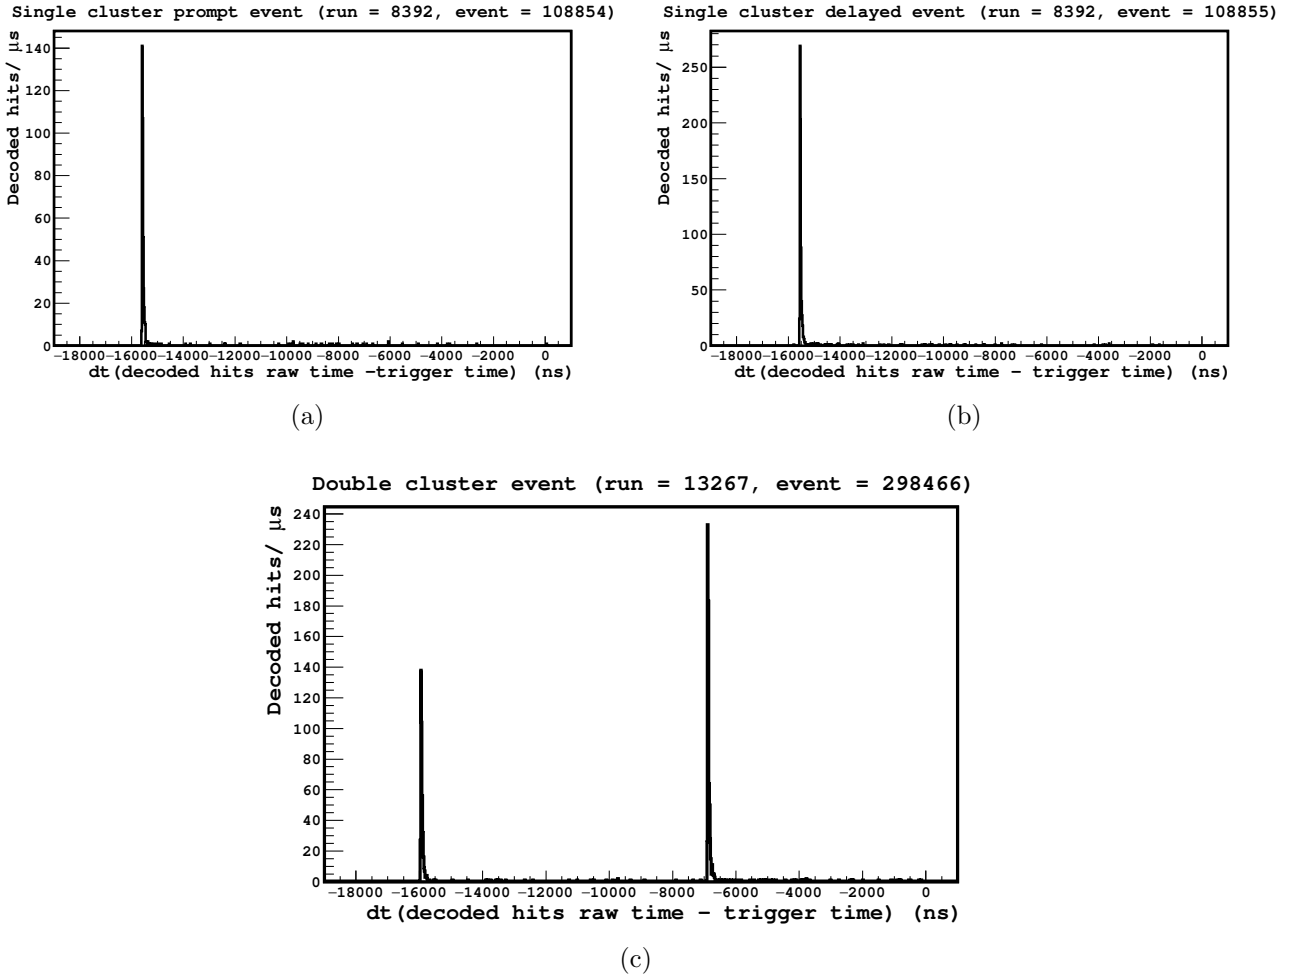 Single cluster prompt event (run = 8392, event = 108854)
Decoded hits/ μs
140
120
100
80
60
40
20
0
−18000 −16000 −14000 −12000 −10000 −8000 −6000 −4000 −2000 0
dt(decoded hits raw time −trigger time) (ns)
(a)
Single cluster delayed event (run = 8392, event = 108855)
Deocded hits/ μs
250
200
150
100
50
0
−18000 −16000 −14000 −12000 −10000 −8000 −6000 −4000 −2000 0
dt(decoded hits raw time − trigger time) (ns)
(b)
Double cluster event (run = 13267, event = 298466)
Decoded hits/ μs
240
220
200
180
160
140
120
100
80
60
40
20
0
−18000 −16000 −14000 −12000 −10000 −8000 −6000 −4000 −2000 0
dt(decoded hits raw time − trigger time) (ns)
(c)